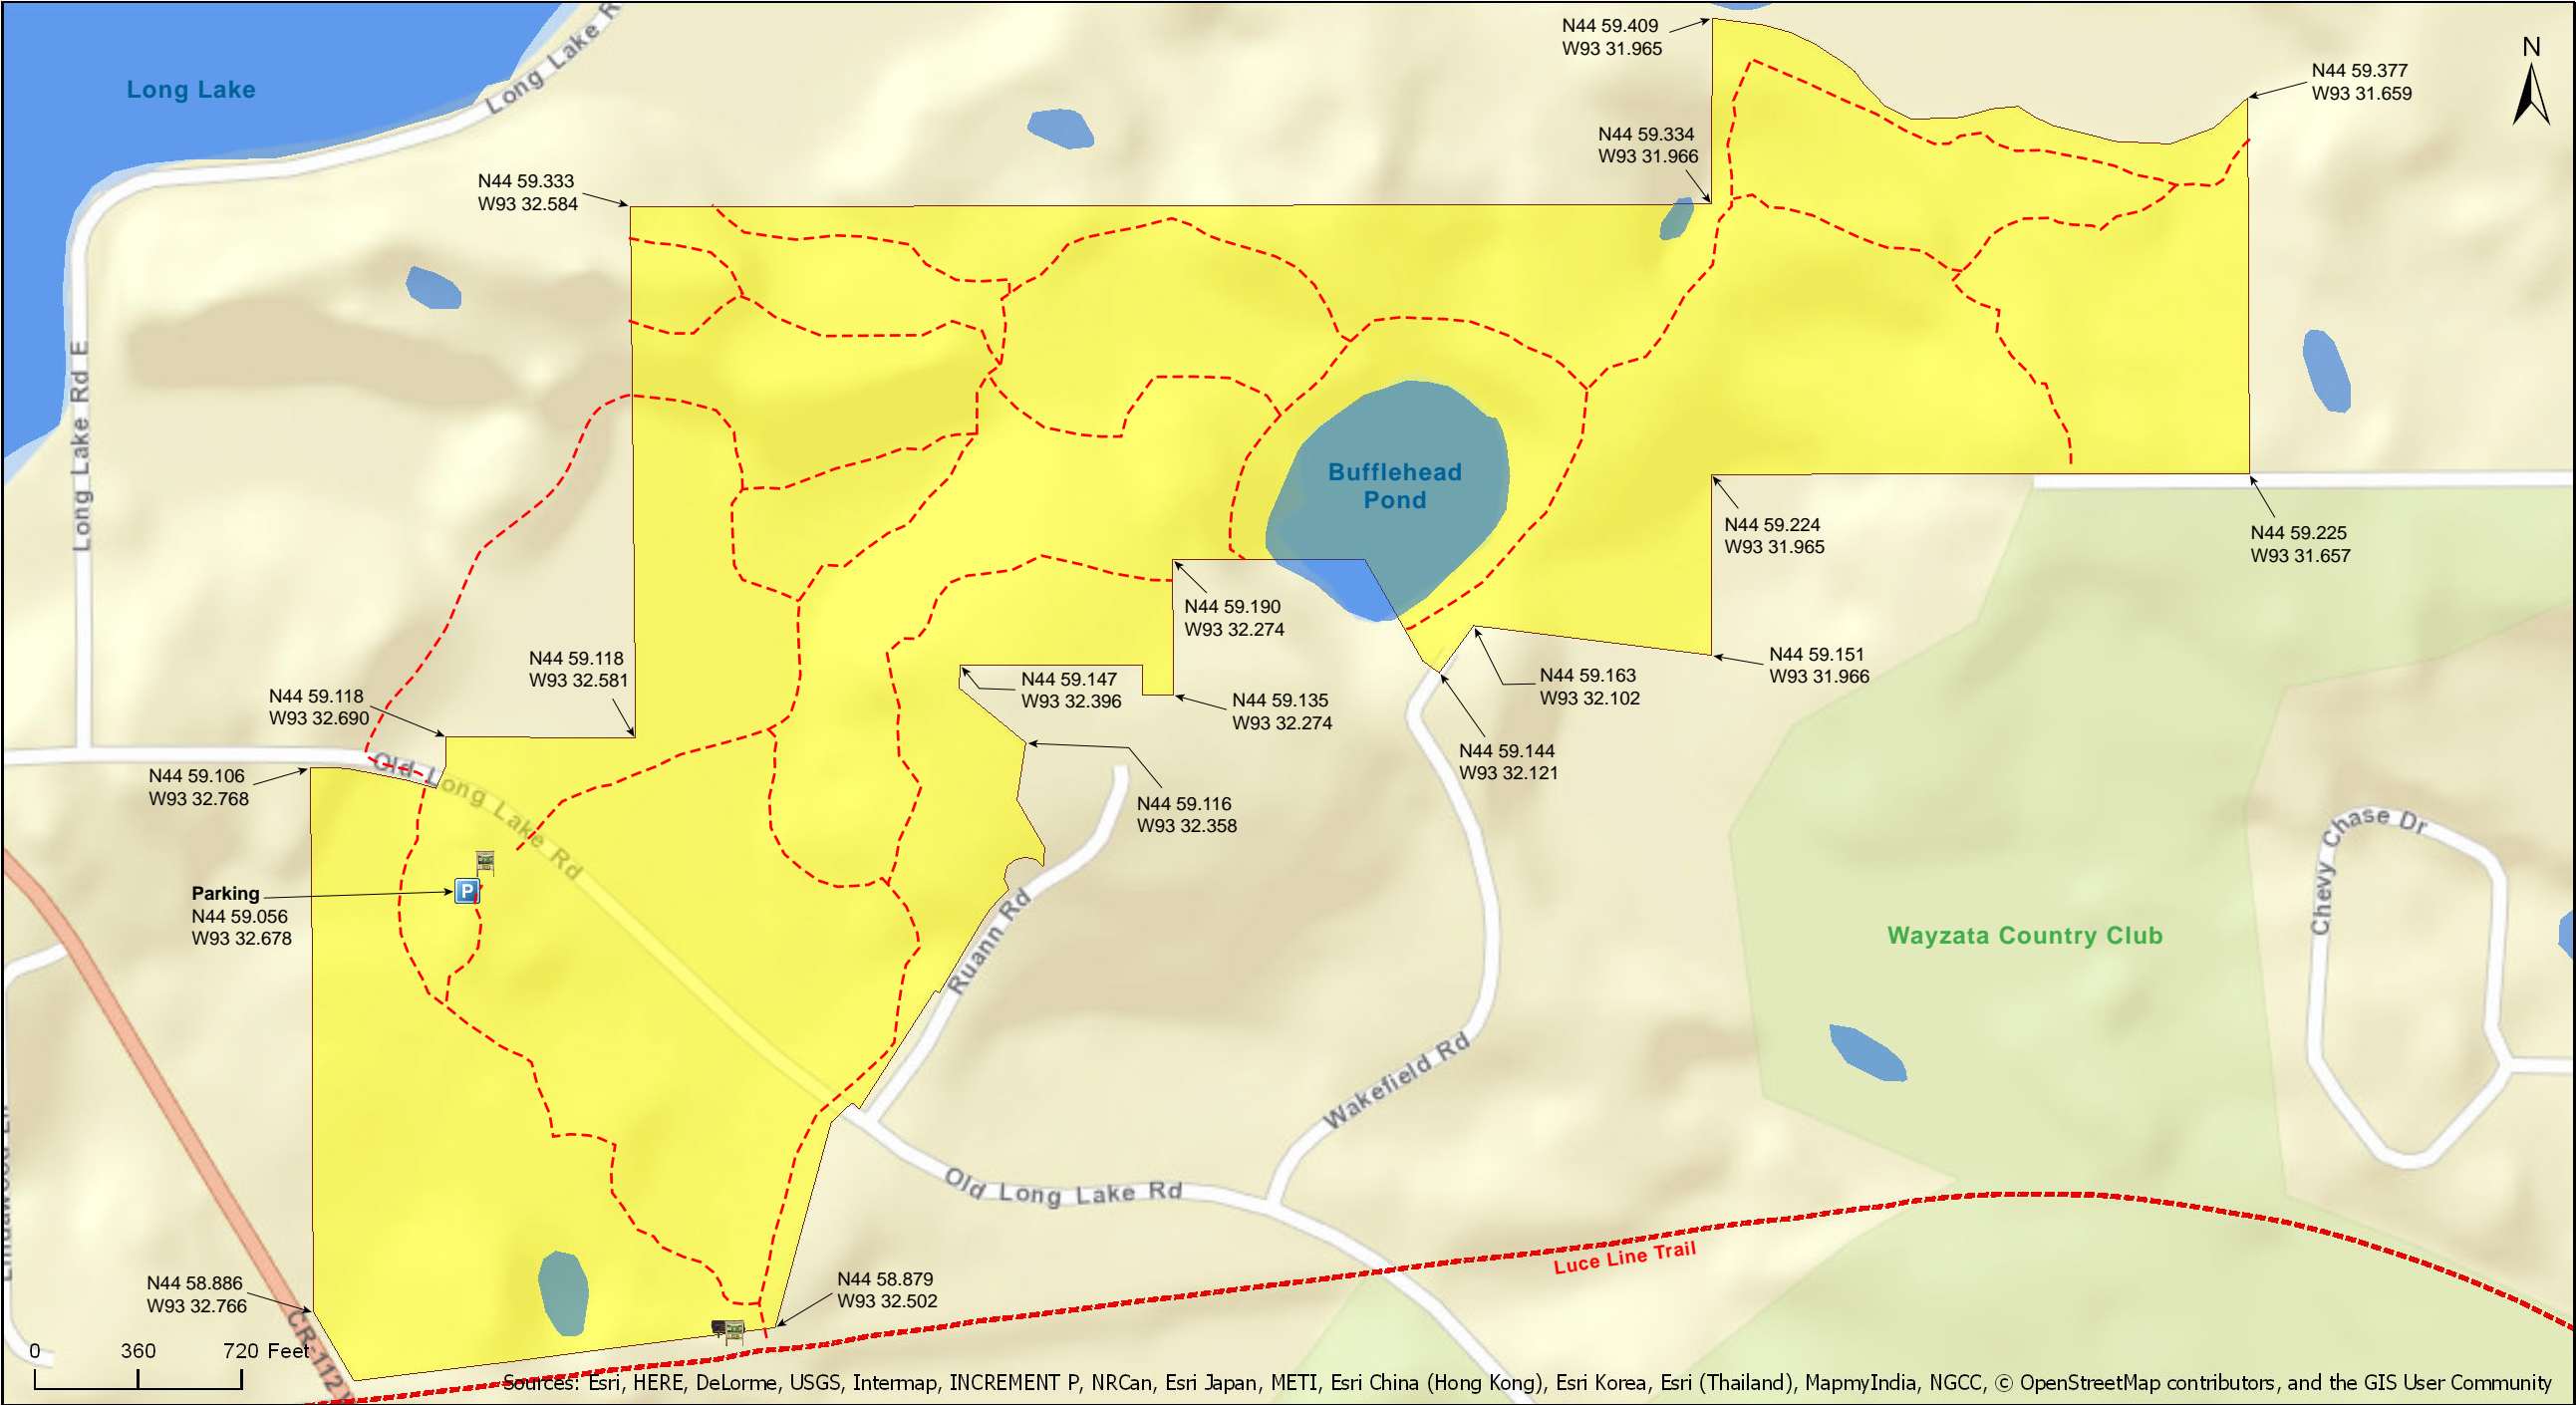 Long Lake
Long Lake R
N44 59.409
W93 31.965
N
N44 59.377
W93 31.659
N44 59.334
W93 31.966
N44 59.333
W93 32.584
Long Lake Rd E
Bufflehead
Pond
N44 59.224
W93 31.965
N44 59.225
W93 31.657
N44 59.190
W93 32.274
N44 59.118
W93 32.581
N44 59.147
W93 32.396
N44 59.151
W93 31.966
N44 59.163
W93 32.102
N44 59.118
W93 32.690
N44 59.135
W93 32.274
N44 59.144
W93 32.121
Old Long Lake Rd
N44 59.106
W93 32.768
N44 59.116
W93 32.358
Chevy Chase Dr
P
Parking
N44 59.056
W93 32.678
Ruann Rd
Wayzata Country Club
Wakefield Rd
Old Long Lake Rd
Luce Line Trail
N44 58.886
W93 32.766
N44 58.879
W93 32.502
CR-112
0 360 720 Feet
Sources: Esri, HERE, DeLorme, USGS, Intermap, INCREMENT P, NRCan, Esri Japan, METI, Esri China (Hong Kong), Esri Korea, Esri (Thailand), MapmyIndia, NGCC, © OpenStreetMap contributors, and the GIS User Community